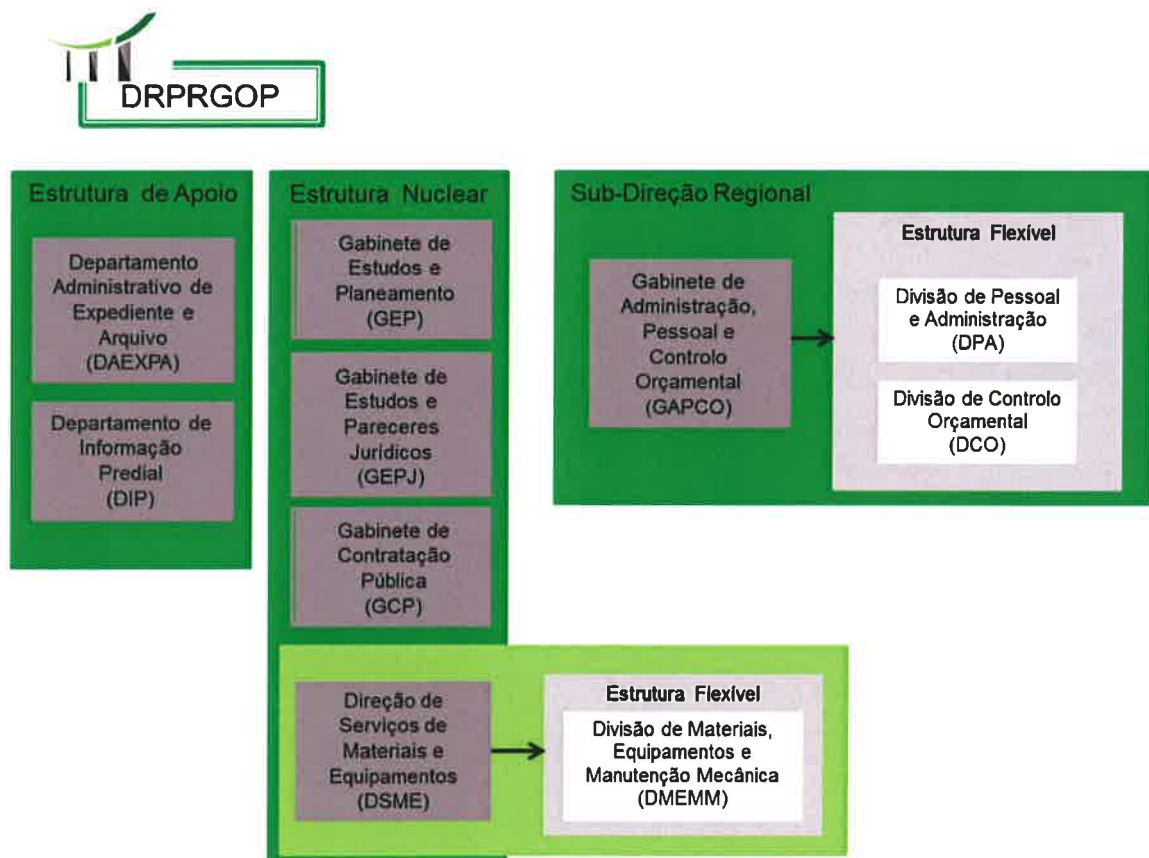 DRPRGOP
Estrutura de Apoio
Departamento
Administrativo de
Expediente e
Arquivo
(DAEXPA)
Departamento de
Informação
Predial
(DIP)
Estrutura Nuclear
Gabinete de
Estudos e
Planeamento
(GEP)
Gabinete de
Estudos e
Pareceres
Jurídicos
(GEPJ)
Gabinete de
Contratação
Pública
(GCP)
Direção de
Serviços de
Materiais e
Equipamentos
(DSME)
Estrutura Flexível
Divisão de Materiais,
Equipamentos e
Manutenção Mecânica
(DMEMM)
Sub-Direção Regional
Gabinete de
Administração,
Pessoal e
Controlo
Orçamental
(GAPCO)
Estrutura Flexível
Divisão de Pessoal
e Administração
(DPA)
Divisão de Controlo
Orçamental
(DCO)